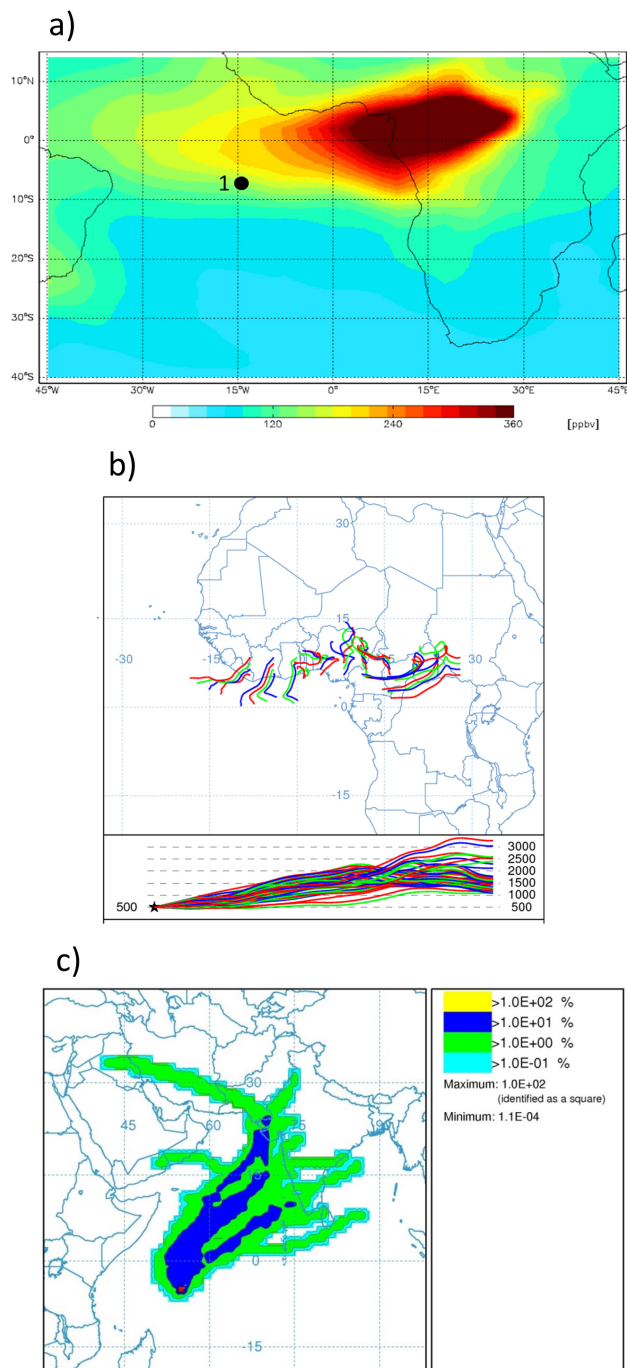 a)
10°N
0°
10°S
20°S
30°S
40°S
45°W 30°W 15°W 0° 15°E 30°E 45°E
1
0 120 240 360 [ppbv]
b)
30
15
-30 -15 0 15 30
0
-15
3000
2500
2000
1500
1000
500 500
c)
>1.0E+02 %
>1.0E+01 %
>1.0E+00 %
>1.0E-01 %
Maximum: 1.0E+02
(identified as a square)
Minimum: 1.1E-04
30
45 60 90
0
-15